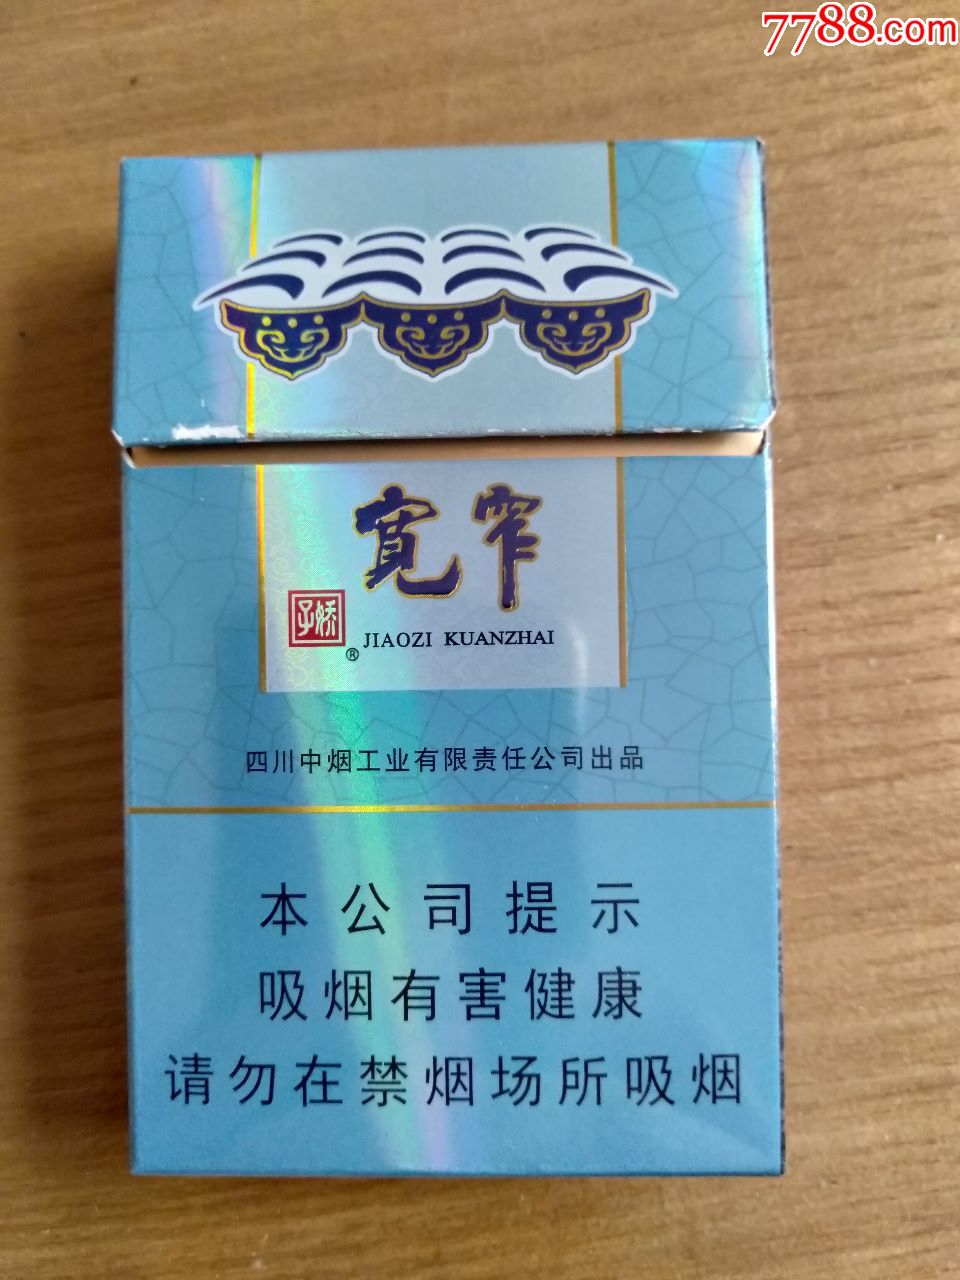 7788.com
寬窄
子娇
® JIAOZI KUANZHAI
四川中烟工业有限责任公司出品
本公司提示
吸烟有害健康
请勿在禁烟场所吸烟